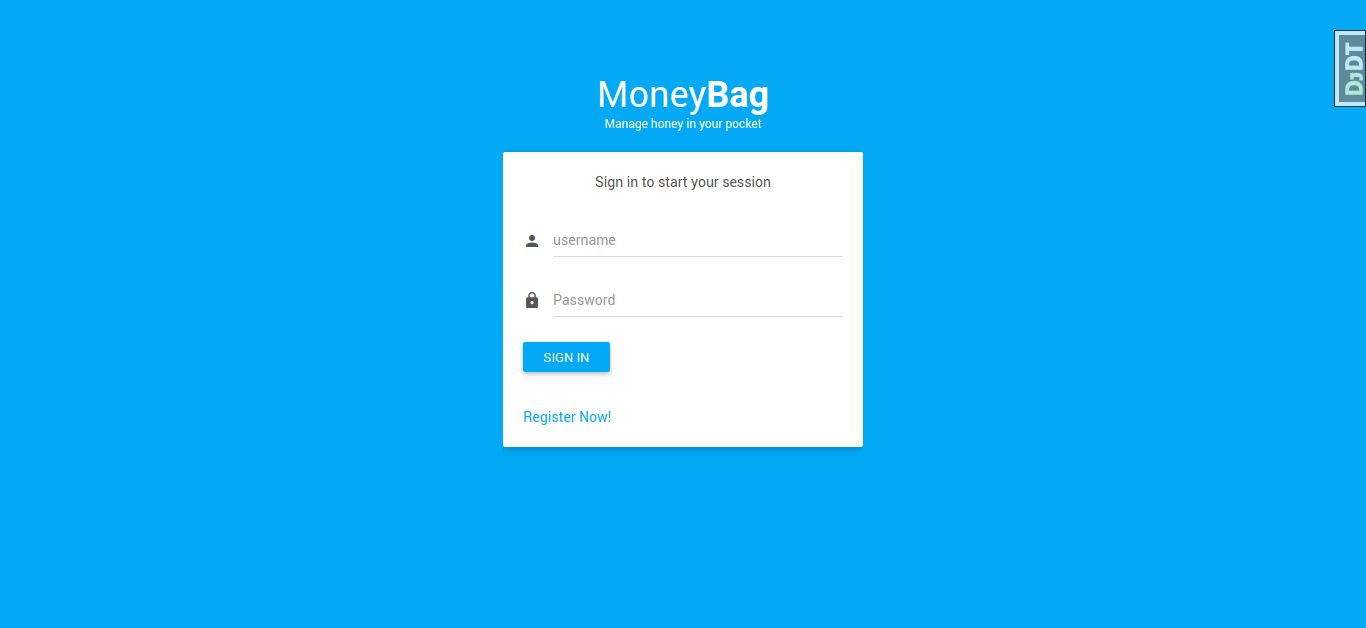 MoneyBag
Manage honey in your pocket
Sign in to start your session
username
Password
SIGN IN
Register Now!
DJDT